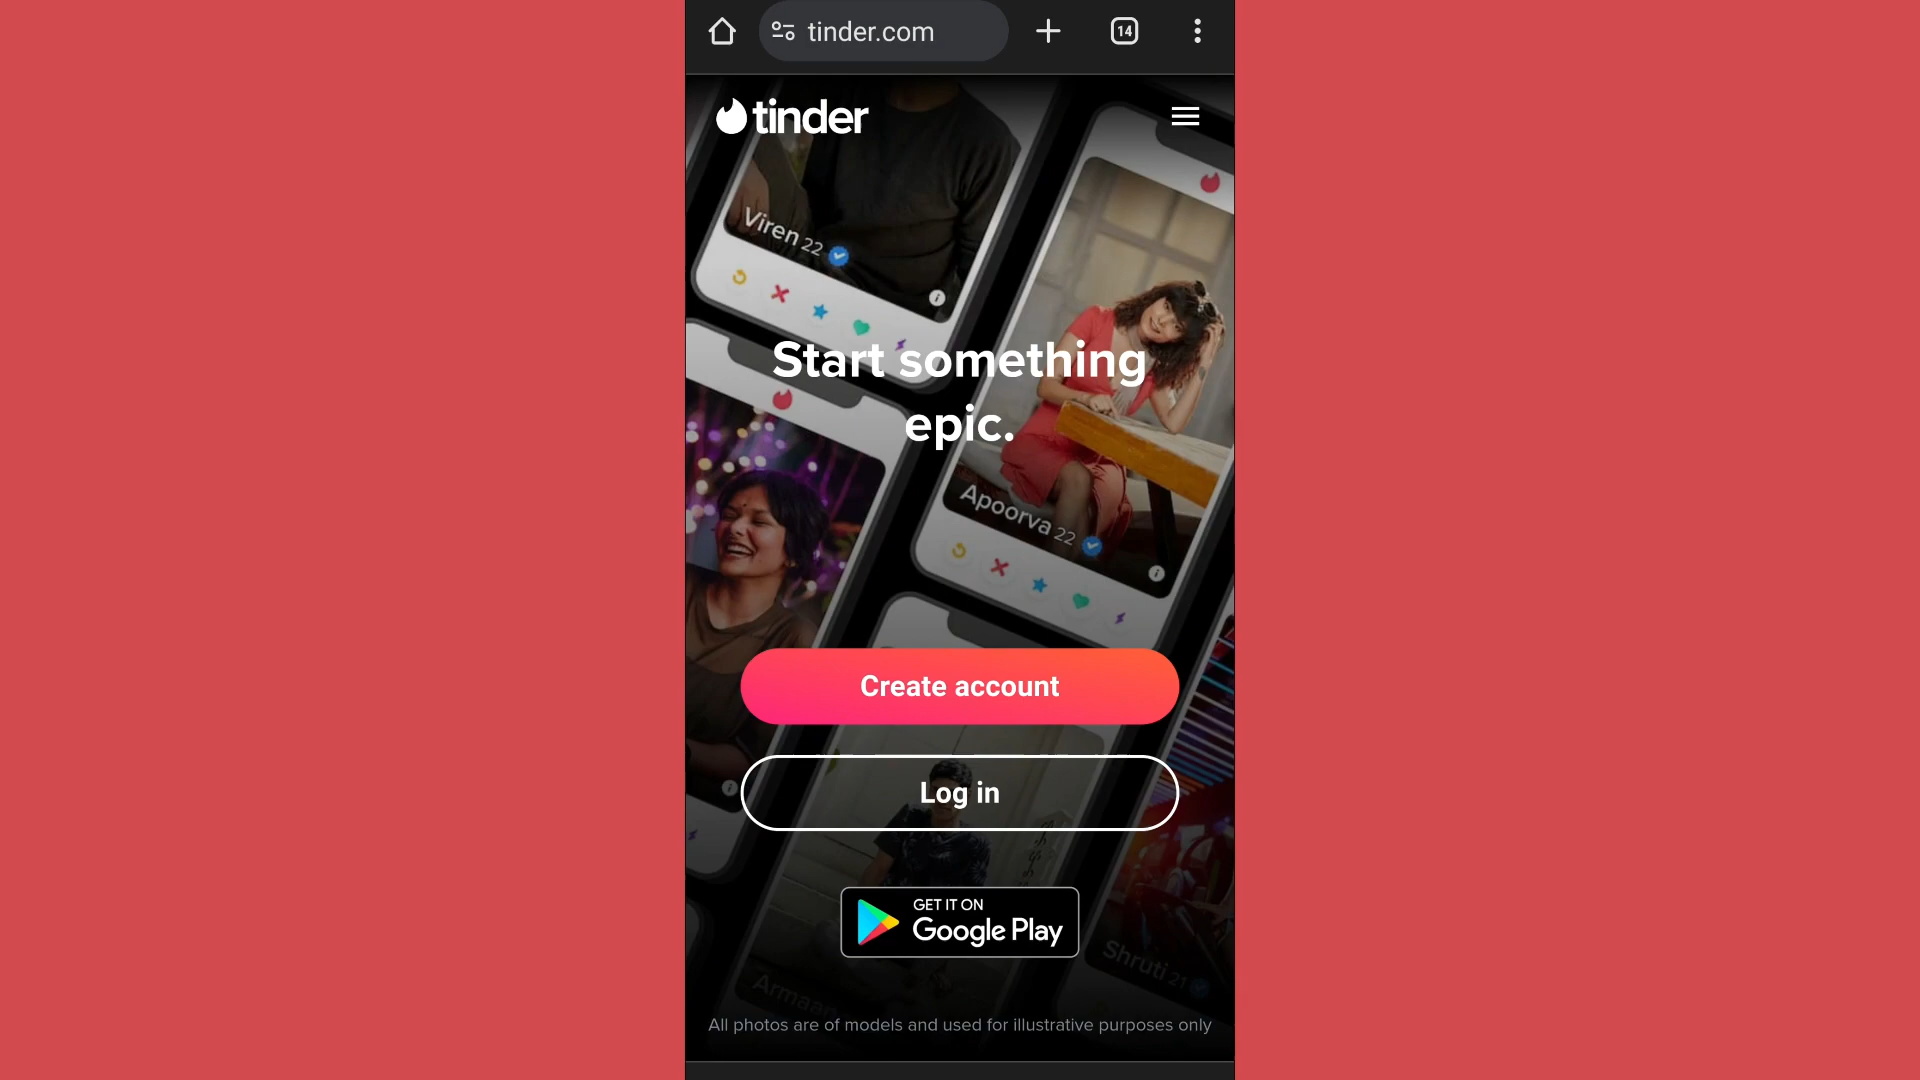 tinder.com
14
tinder
Viren 22
Start something
epic.
Apoorva 22
Create account
Log in
GET IT ON
Google Play
Shruti 21
Armaan
All photos are of models and used for illustrative purposes only